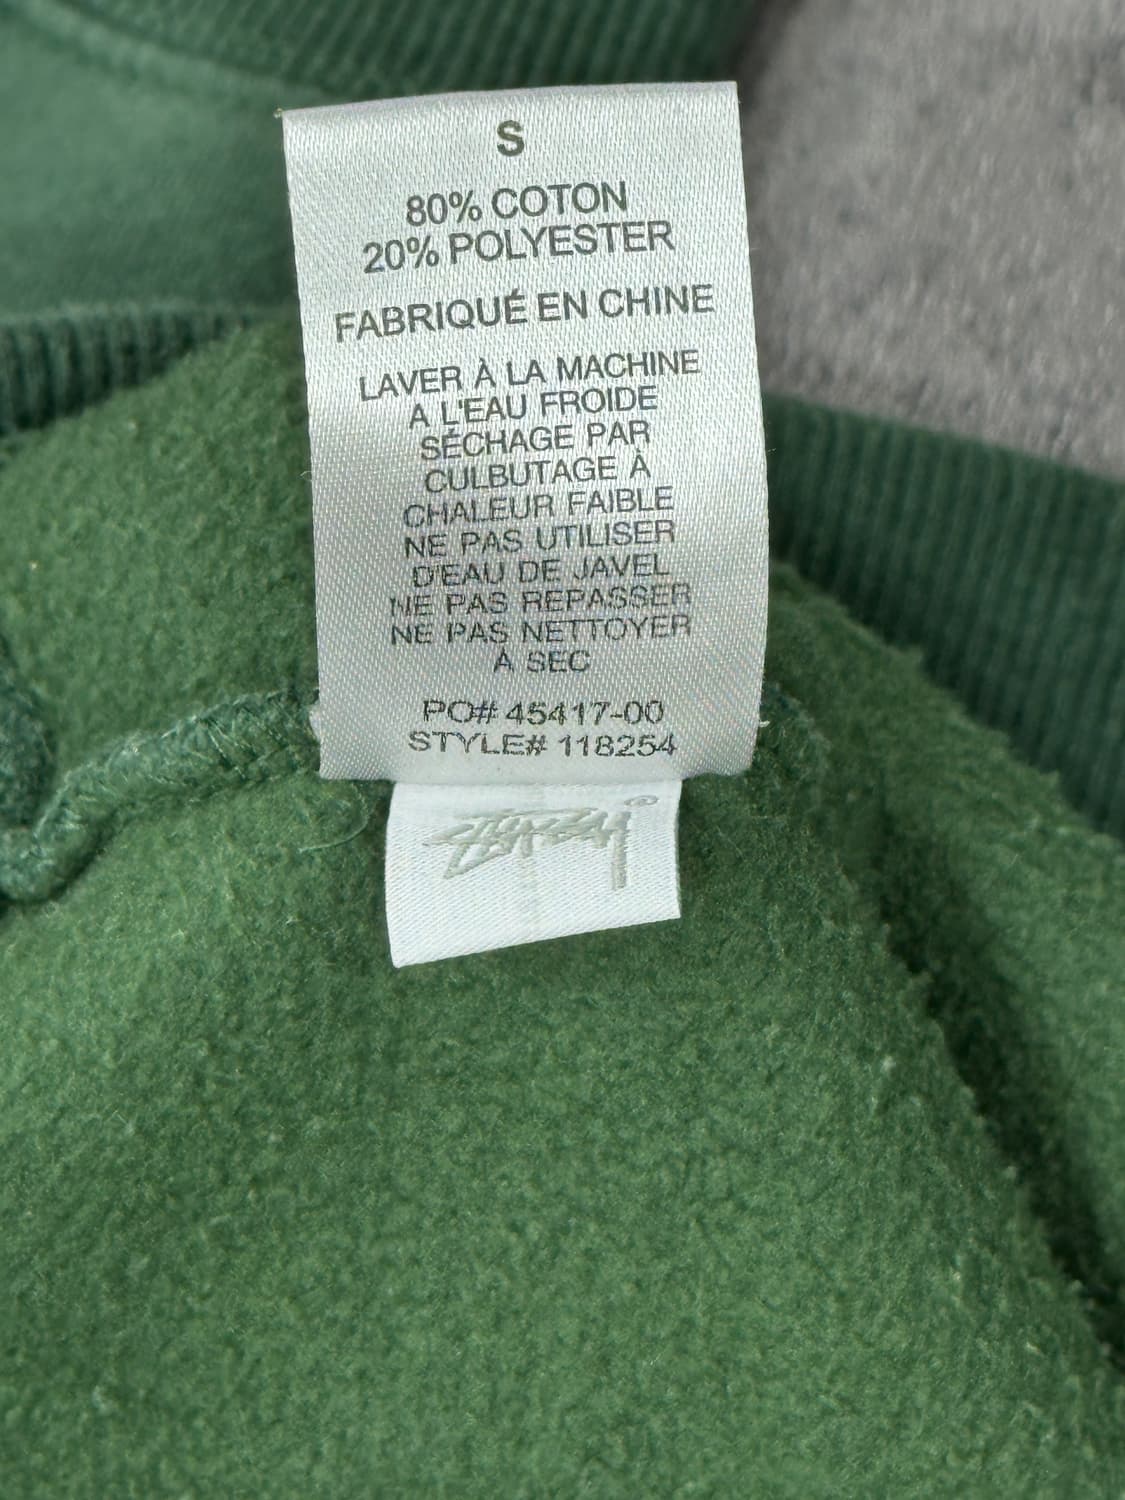 S
80% COTON
20% POLYESTER
FABRIQUÉ EN CHINE
LAVER À LA MACHINE
A L'EAU FROIDE
SÉCHAGE PAR
CULBUTAGE À
CHALEUR FAIBLE
NE PAS UTILISER
D'EAU DE JAVEL
NE PAS REPASSER
NE PAS NETTOYER
À SEC
PO# 45417-00
STYLE# 118254
STÜSSY®